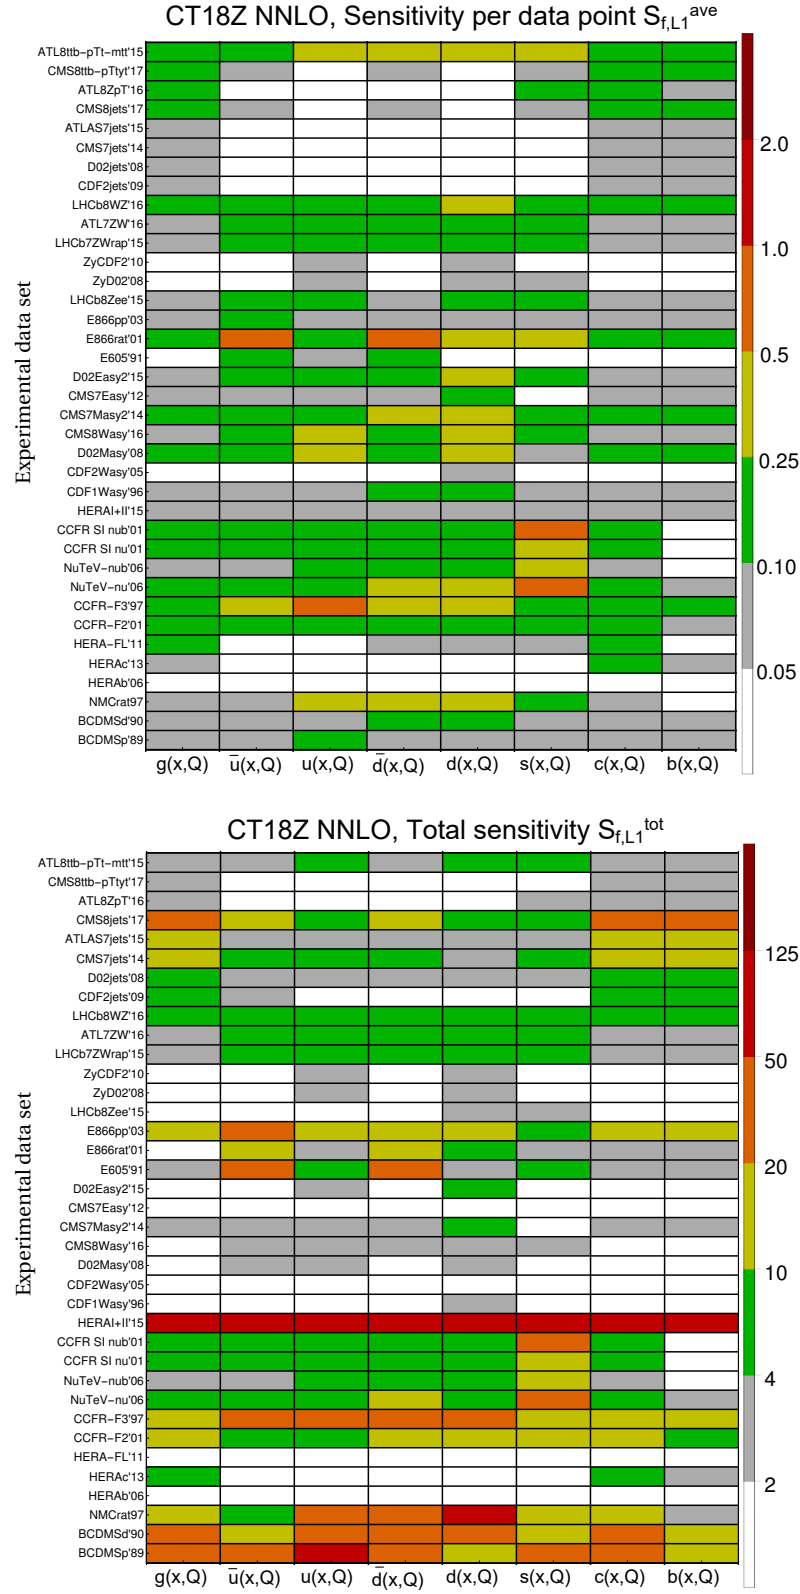 CT18Z NNLO, Sensitivity per data point S_{f,L1}^{ave}
Experimental data set
ATL8ttb-pTt-mtt'15
CMS8ttb-pTtyt'17
ATL8ZpT'16
CMS8jets'17
ATLAS7jets'15
CMS7jets'14
D02jets'08
CDF2jets'09
LHCb8WZ'16
ATL7ZW'16
LHCb7ZWrap'15
ZyCDF2'10
ZyD02'08
LHCb8Zee'15
E866pp'03
E866rat'01
E605'91
D02Easy2'15
CMS7Easy'12
CMS7Masy2'14
CMS8Wasy'16
D02Masy'08
CDF2Wasy'05
CDF1Wasy'96
HERAI+II'15
CCFR SI nub'01
CCFR SI nu'01
NuTeV-nub'06
NuTeV-nu'06
CCFR-F3'97
CCFR-F2'01
HERA-FL'11
HERAc'13
HERAb'06
NMCrat97
BCDMSd'90
BCDMSp'89
g(x,Q) u̅(x,Q) u(x,Q) d̅(x,Q) d(x,Q) s(x,Q) c(x,Q) b(x,Q)
2.0
1.0
0.5
0.25
0.10
0.05
CT18Z NNLO, Total sensitivity S_{f,L1}^{tot}
Experimental data set
ATL8ttb-pTt-mtt'15
CMS8ttb-pTtyt'17
ATL8ZpT'16
CMS8jets'17
ATLAS7jets'15
CMS7jets'14
D02jets'08
CDF2jets'09
LHCb8WZ'16
ATL7ZW'16
LHCb7ZWrap'15
ZyCDF2'10
ZyD02'08
LHCb8Zee'15
E866pp'03
E866rat'01
E605'91
D02Easy2'15
CMS7Easy'12
CMS7Masy2'14
CMS8Wasy'16
D02Masy'08
CDF2Wasy'05
CDF1Wasy'96
HERAI+II'15
CCFR SI nub'01
CCFR SI nu'01
NuTeV-nub'06
NuTeV-nu'06
CCFR-F3'97
CCFR-F2'01
HERA-FL'11
HERAc'13
HERAb'06
NMCrat97
BCDMSd'90
BCDMSp'89
g(x,Q) u̅(x,Q) u(x,Q) d̅(x,Q) d(x,Q) s(x,Q) c(x,Q) b(x,Q)
125
50
20
10
4
2